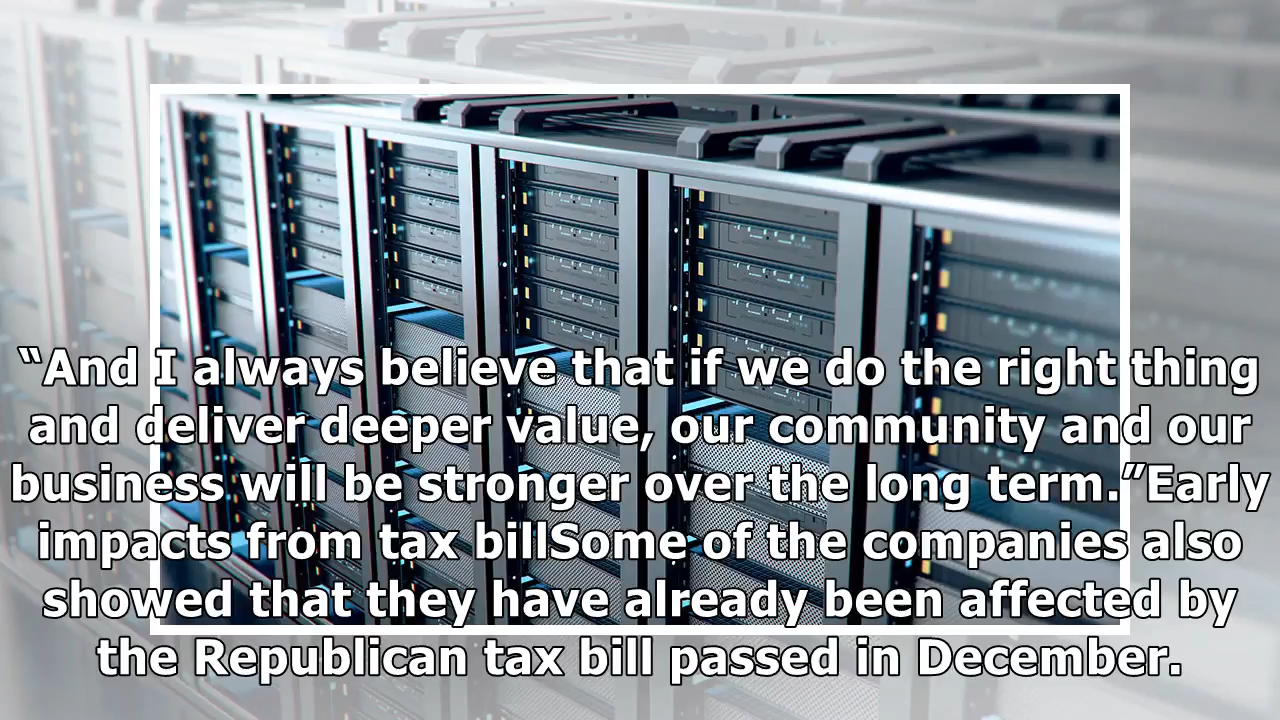 “And I always believe that if we do the right thing
and deliver deeper value, our community and our
business will be stronger over the long term.”Early
impacts from tax billSome of the companies also
showed that they have already been affected by
the Republican tax bill passed in December.